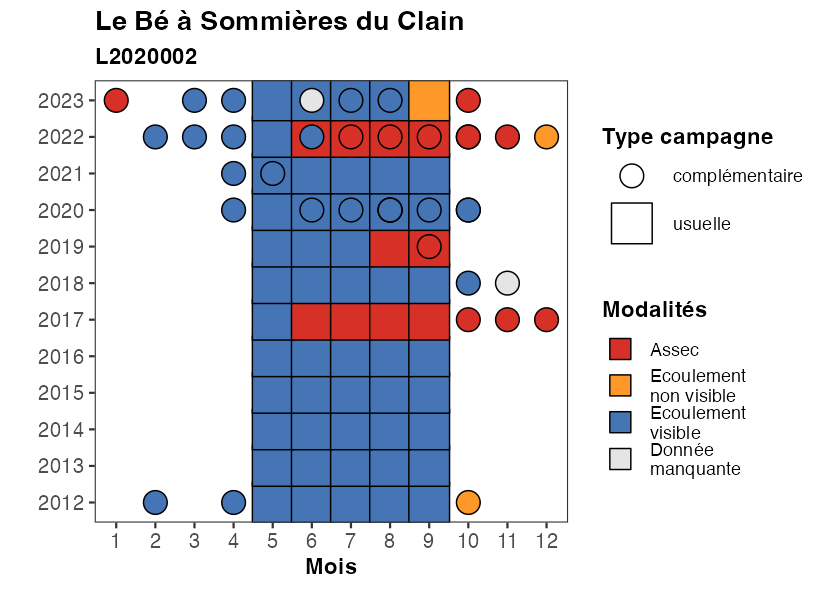 Le Bé à Sommières du Clain
L2020002
2023
2022
2021
2020
2019
2018
2017
2016
2015
2014
2013
2012
1 2 3 4 5 6 7 8 9 10 11 12
Mois
Type campagne
complémentaire
usuelle
Modalités
Assec
Ecoulement
non visible
Ecoulement
visible
Donnée
manquante